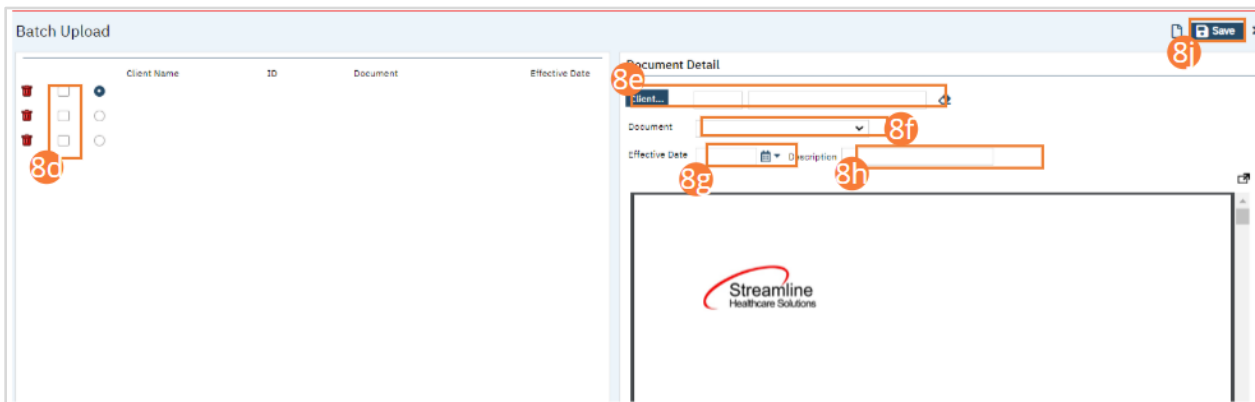 Batch Upload
Save
8j
Client Name ID Document Effective Date
8d
Document Detail
8e
Client...
Document
8f
Effective Date
8g
Description
8h
Streamline
Healthcare Solutions